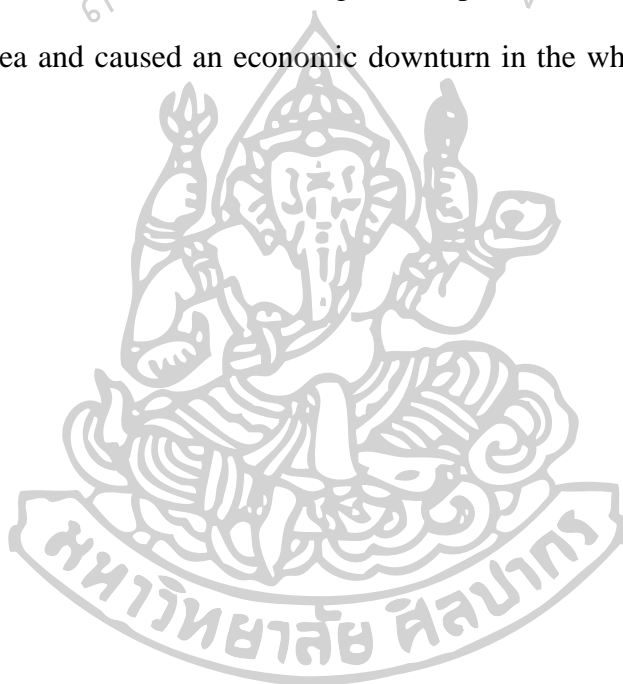 ea and caused an economic downturn in the wh
มหาวิทยาลัย ศิลปากร